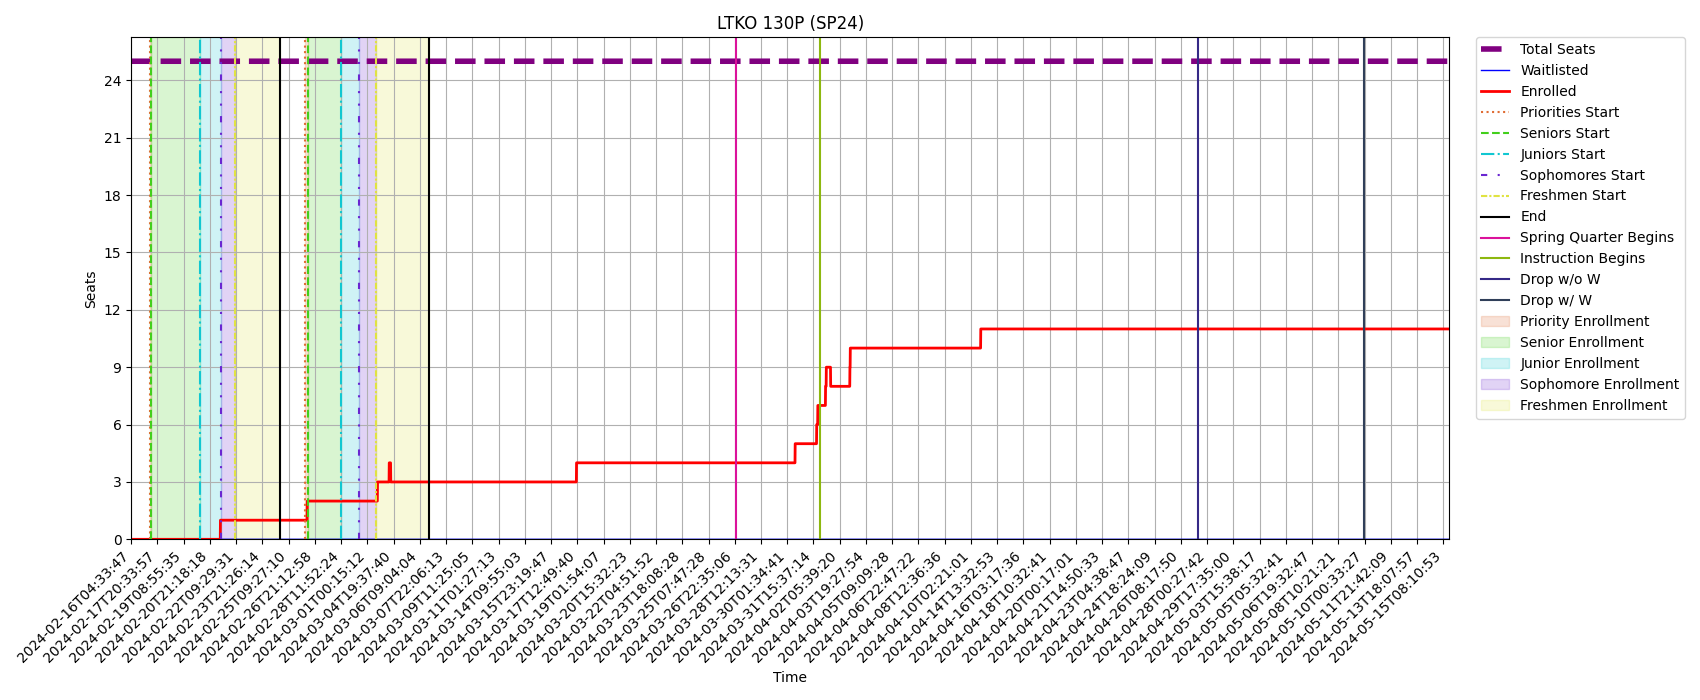 LTKO 130P (SP24)
Seats
24
21
18
15
12
9
6
3
0
2024-02-16T04:33:47
2024-02-17T20:33:57
2024-02-19T08:55:35
2024-02-20T21:18:18
2024-02-22T09:29:31
2024-02-23T21:26:14
2024-02-25T09:27:10
2024-02-26T21:12:58
2024-02-28T11:52:24
2024-03-01T00:15:12
2024-03-04T19:37:40
2024-03-06T09:04:04
2024-03-07T22:06:13
2024-03-11T11:25:05
2024-03-13T01:27:13
2024-03-14T09:55:03
2024-03-15T23:19:47
2024-03-17T12:49:40
2024-03-19T01:54:07
2024-03-20T15:32:23
2024-03-22T04:51:52
2024-03-23T18:08:28
2024-03-25T07:47:28
2024-03-26T22:35:06
2024-03-28T12:13:31
2024-03-30T01:34:41
2024-03-31T15:37:14
2024-04-02T05:39:20
2024-04-03T19:27:54
2024-04-05T09:09:28
2024-04-06T22:47:22
2024-04-08T12:36:36
2024-04-10T02:21:01
2024-04-14T13:32:53
2024-04-16T03:17:36
2024-04-18T10:32:41
2024-04-20T00:17:01
2024-04-21T14:50:33
2024-04-23T04:38:47
2024-04-24T18:24:09
2024-04-26T08:17:50
2024-04-28T00:27:42
2024-04-29T17:35:00
2024-05-03T15:38:17
2024-05-05T05:32:41
2024-05-06T19:32:47
2024-05-08T10:21:21
2024-05-10T00:33:27
2024-05-11T21:42:09
2024-05-13T18:07:57
2024-05-15T08:10:53
Time
Total Seats
Waitlisted
Enrolled
Priorities Start
Seniors Start
Juniors Start
Sophomores Start
Freshmen Start
End
Spring Quarter Begins
Instruction Begins
Drop w/o W
Drop w/ W
Priority Enrollment
Senior Enrollment
Junior Enrollment
Sophomore Enrollment
Freshmen Enrollment